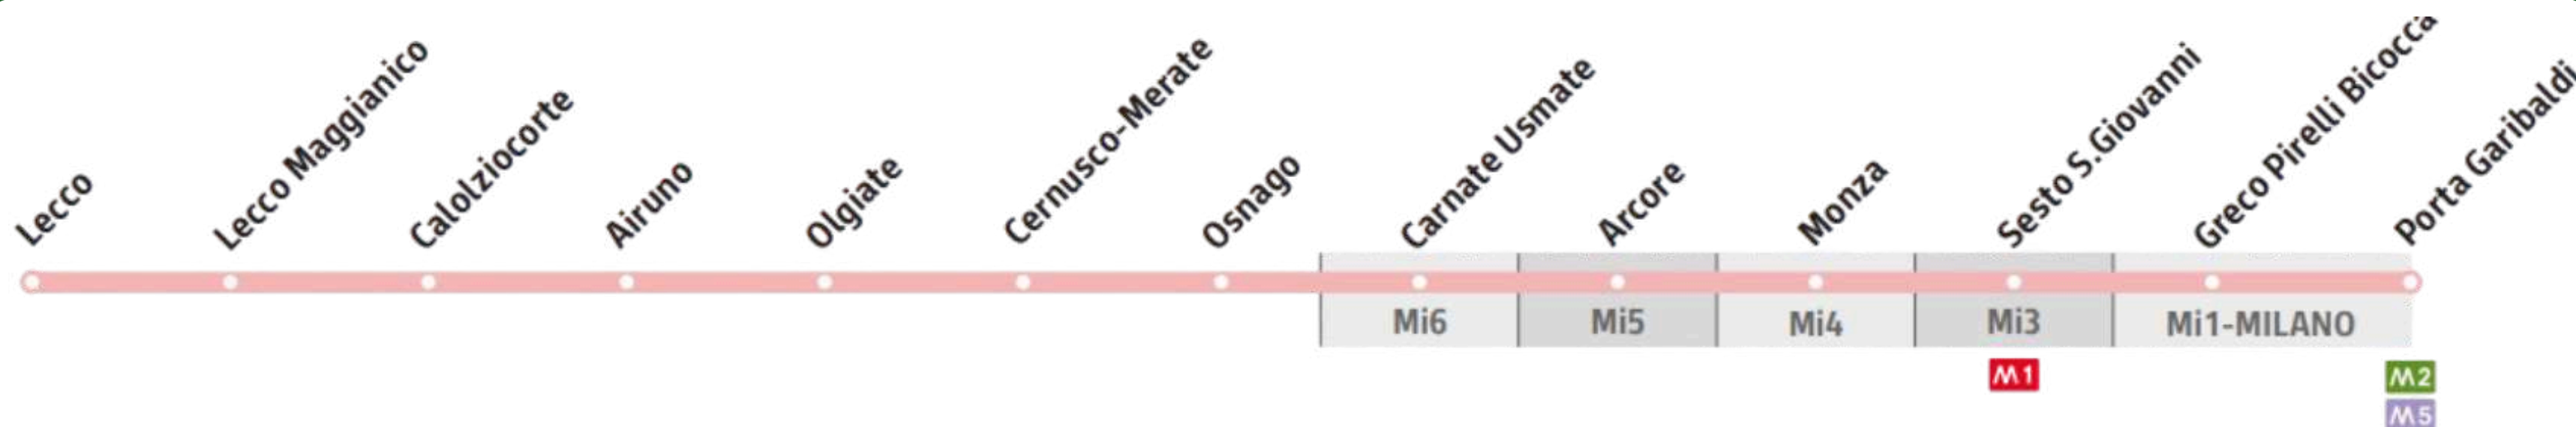 Lecco
Lecco Maggianico
Calolziocorte
Airuno
Olgiate
Cernusco-Merate
Osnago
Carnate Usmate
Arcore
Monza
Sesto S.Giovanni
Greco Pirelli Bicocca
Porta Garibaldi
Mi6
Mi5
Mi4
Mi3
Mi1-MILANO
M1
M2
M5